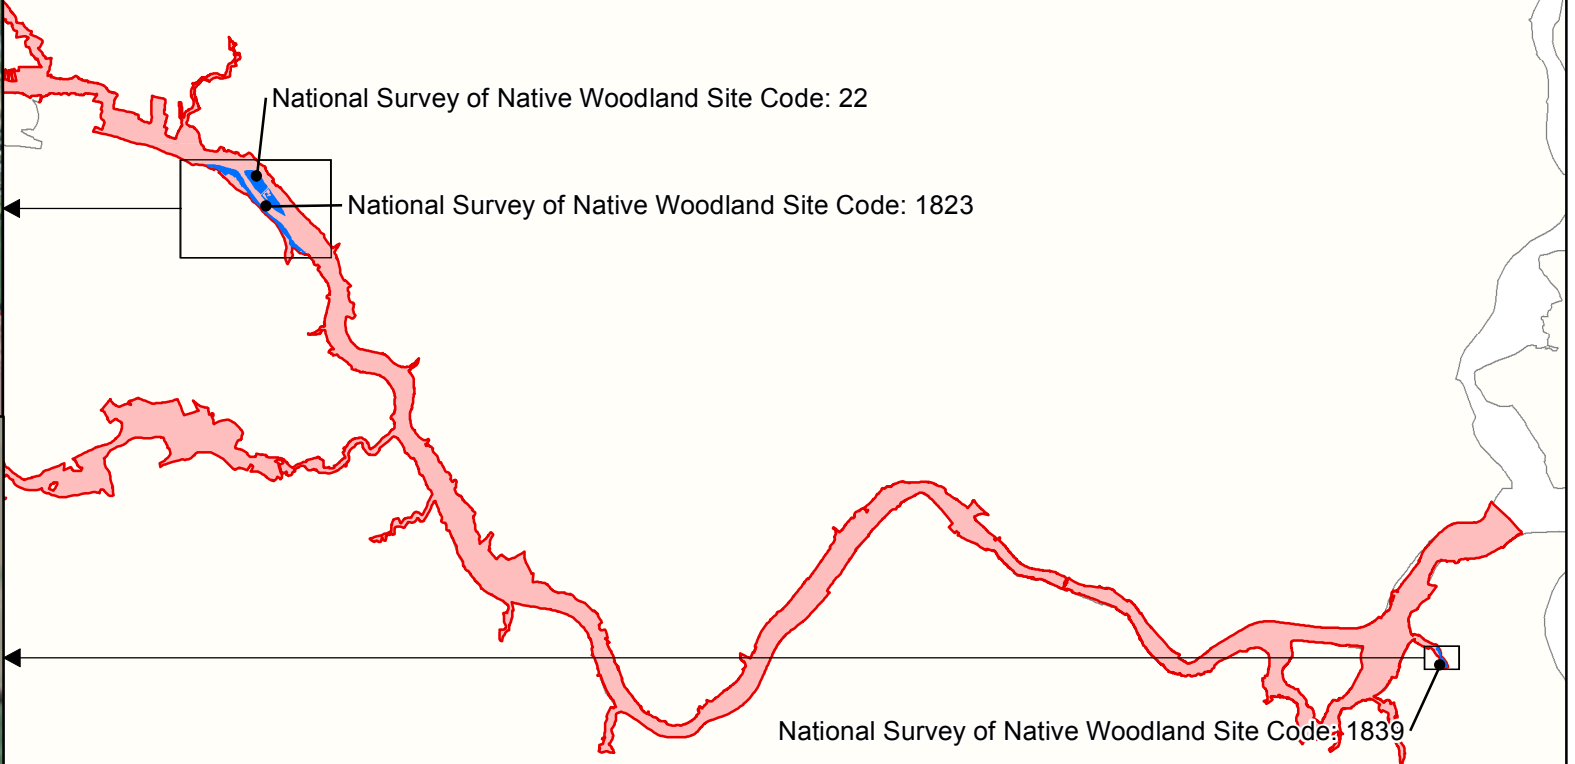 National Survey of Native Woodland Site Code: 22
National Survey of Native Woodland Site Code: 1823
National Survey of Native Woodland Site Code: 1839